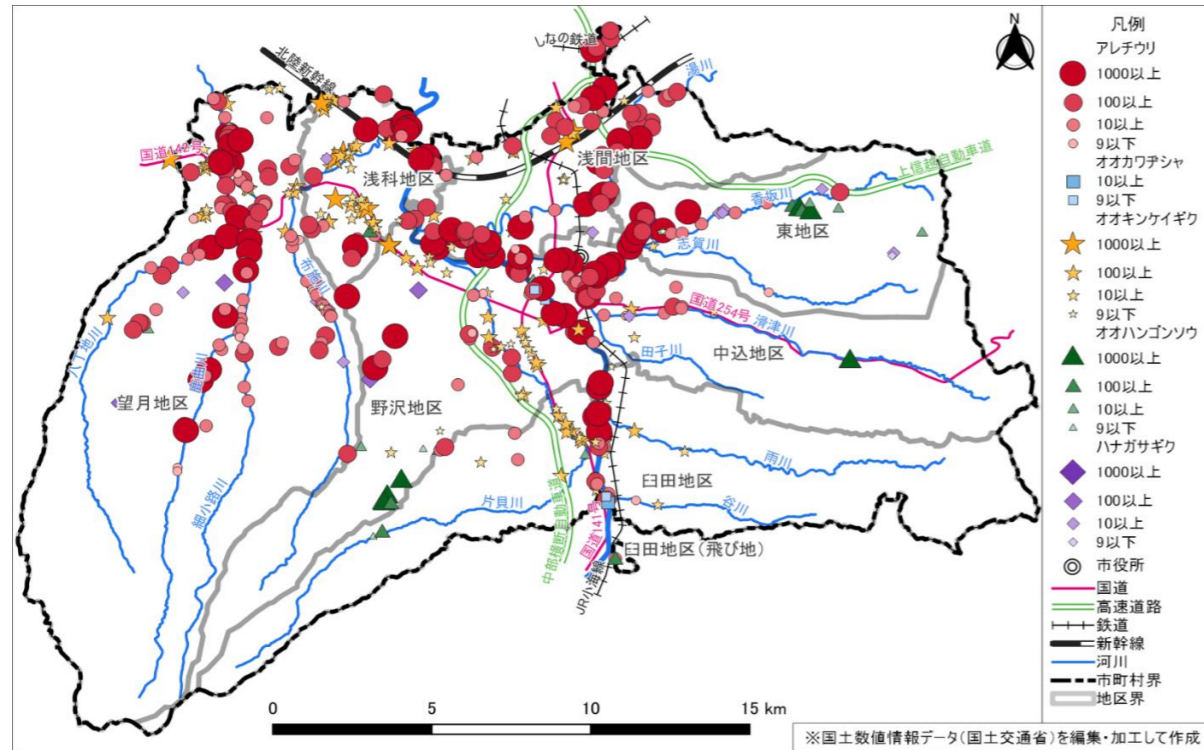 しなの鉄道
北陸新幹線
湯川
国道142号
浅科地区
浅間地区
上信越自動車道
香坂川
東地区
志賀川
布施川
国道254号
滑津川
八丁地川
鹿曲川
田子川
中込地区
望月地区
野沢地区
雨川
臼田地区
細小路川
片貝川
谷川
中部横断自動車道
国道141号
臼田地区(飛び地)
JR小海線
0 5 10 15 km
N
凡例
アレチウリ
1000以上
100以上
10以上
9以下
オオカワヂシャ
10以上
9以下
オオキンケイギク
1000以上
100以上
10以上
9以下
オオハンゴンソウ
1000以上
100以上
10以上
9以下
ハナガサギク
1000以上
100以上
10以上
9以下
市役所
国道
高速道路
鉄道
新幹線
河川
市町村界
地区界
※国土数値情報データ(国土交通省)を編集・加工して作成